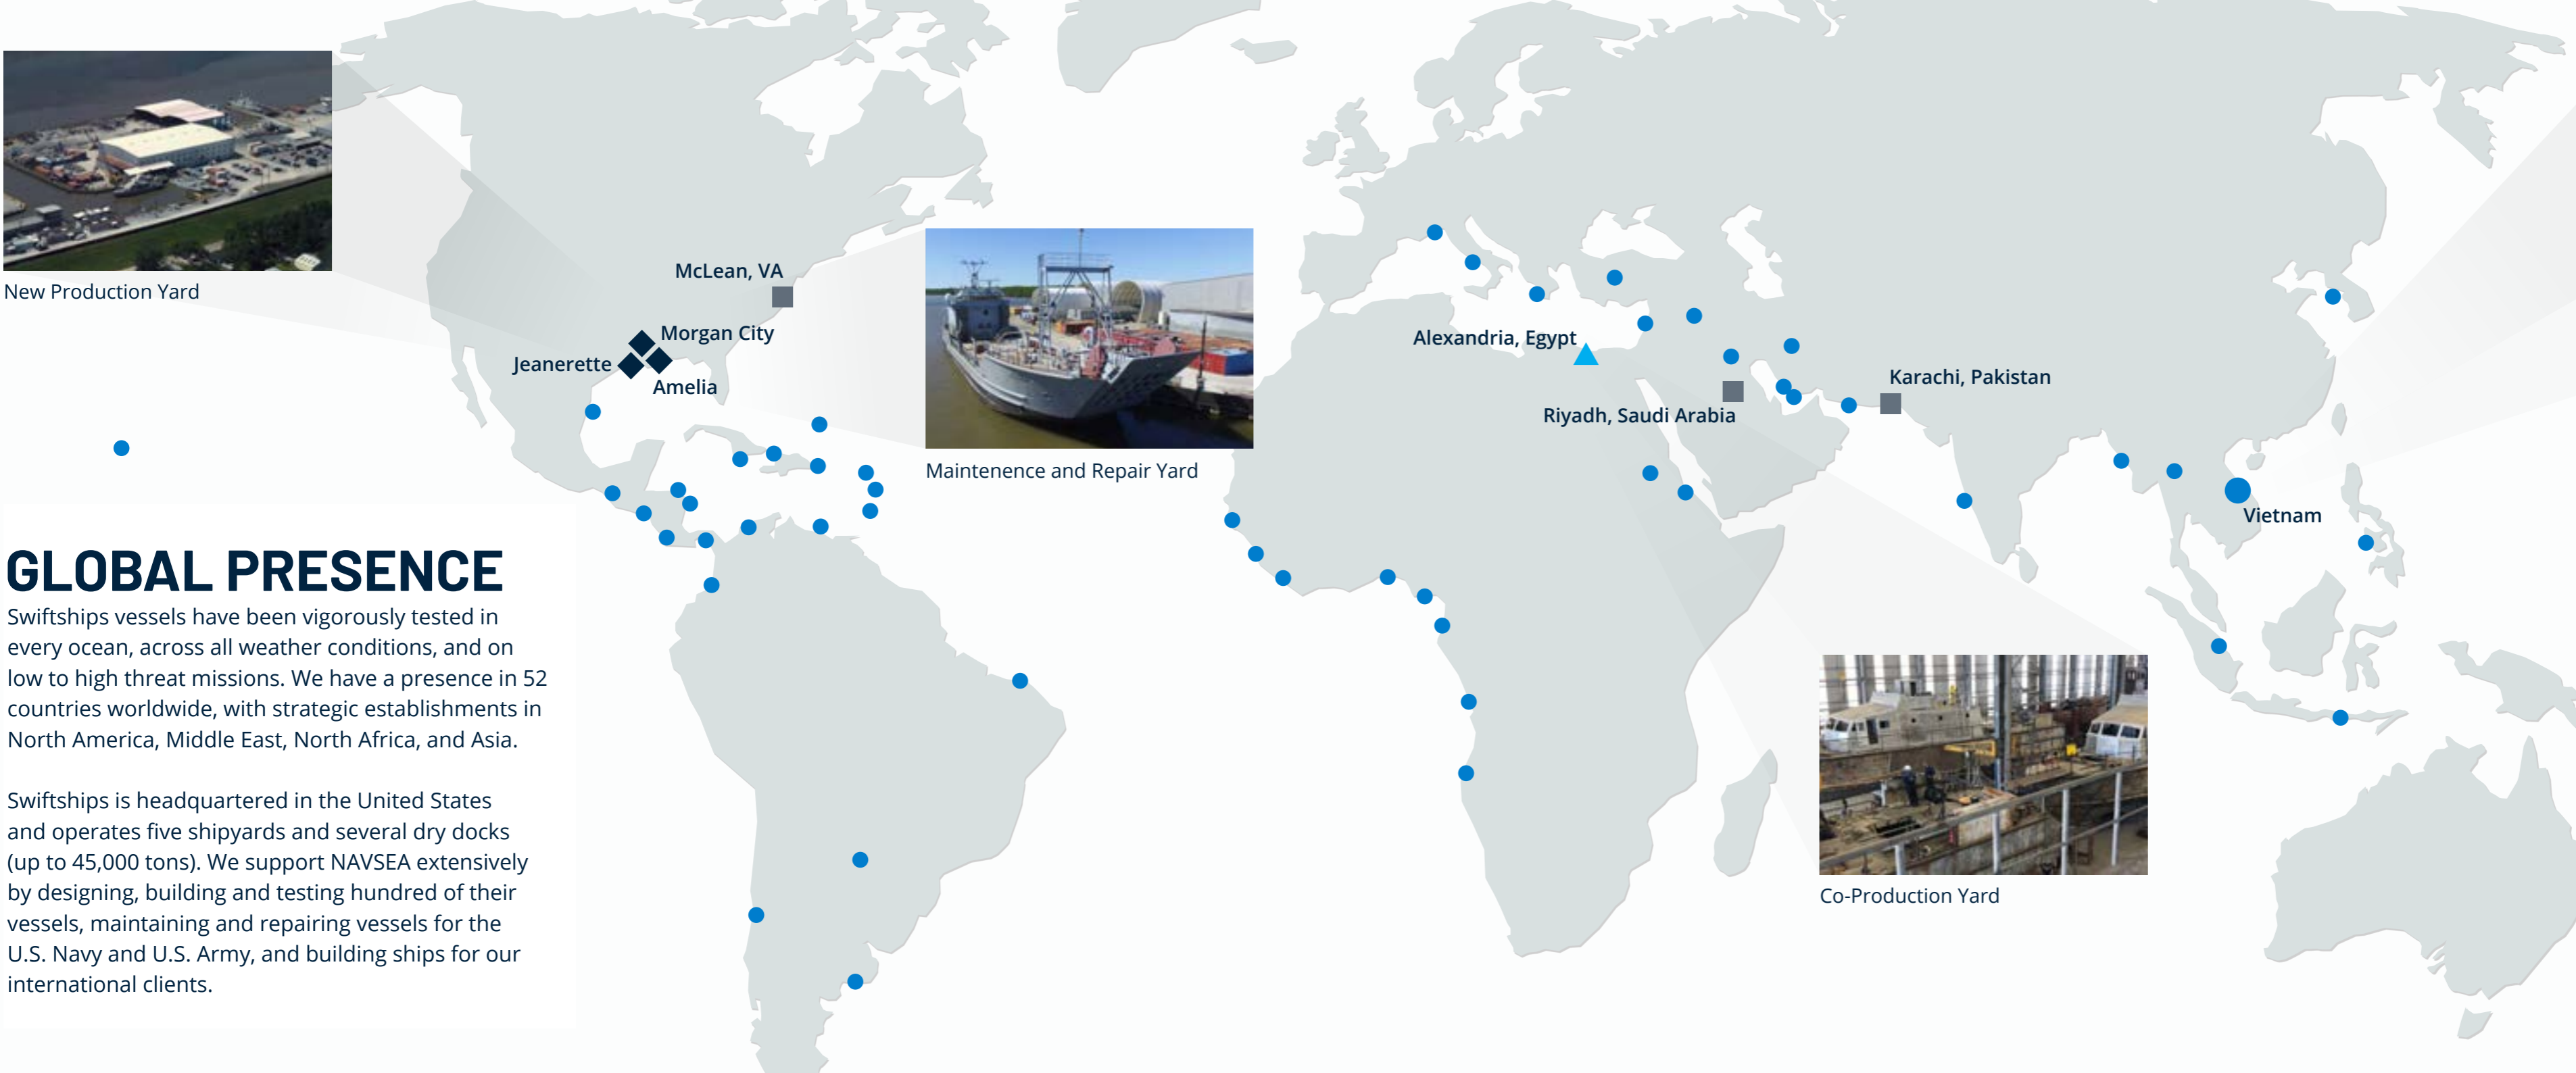 New Production Yard
McLean, VA
Morgan City
Jeanerette
Amelia
Maintenence and Repair Yard
Alexandria, Egypt
Riyadh, Saudi Arabia
Karachi, Pakistan
Vietnam
Co-Production Yard
GLOBAL PRESENCE
Swiftships vessels have been vigorously tested in
every ocean, across all weather conditions, and on
low to high threat missions. We have a presence in 52
countries worldwide, with strategic establishments in
North America, Middle East, North Africa, and Asia.
Swiftships is headquartered in the United States
and operates five shipyards and several dry docks
(up to 45,000 tons). We support NAVSEA extensively
by designing, building and testing hundred of their
vessels, maintaining and repairing vessels for the
U.S. Navy and U.S. Army, and building ships for our
international clients.